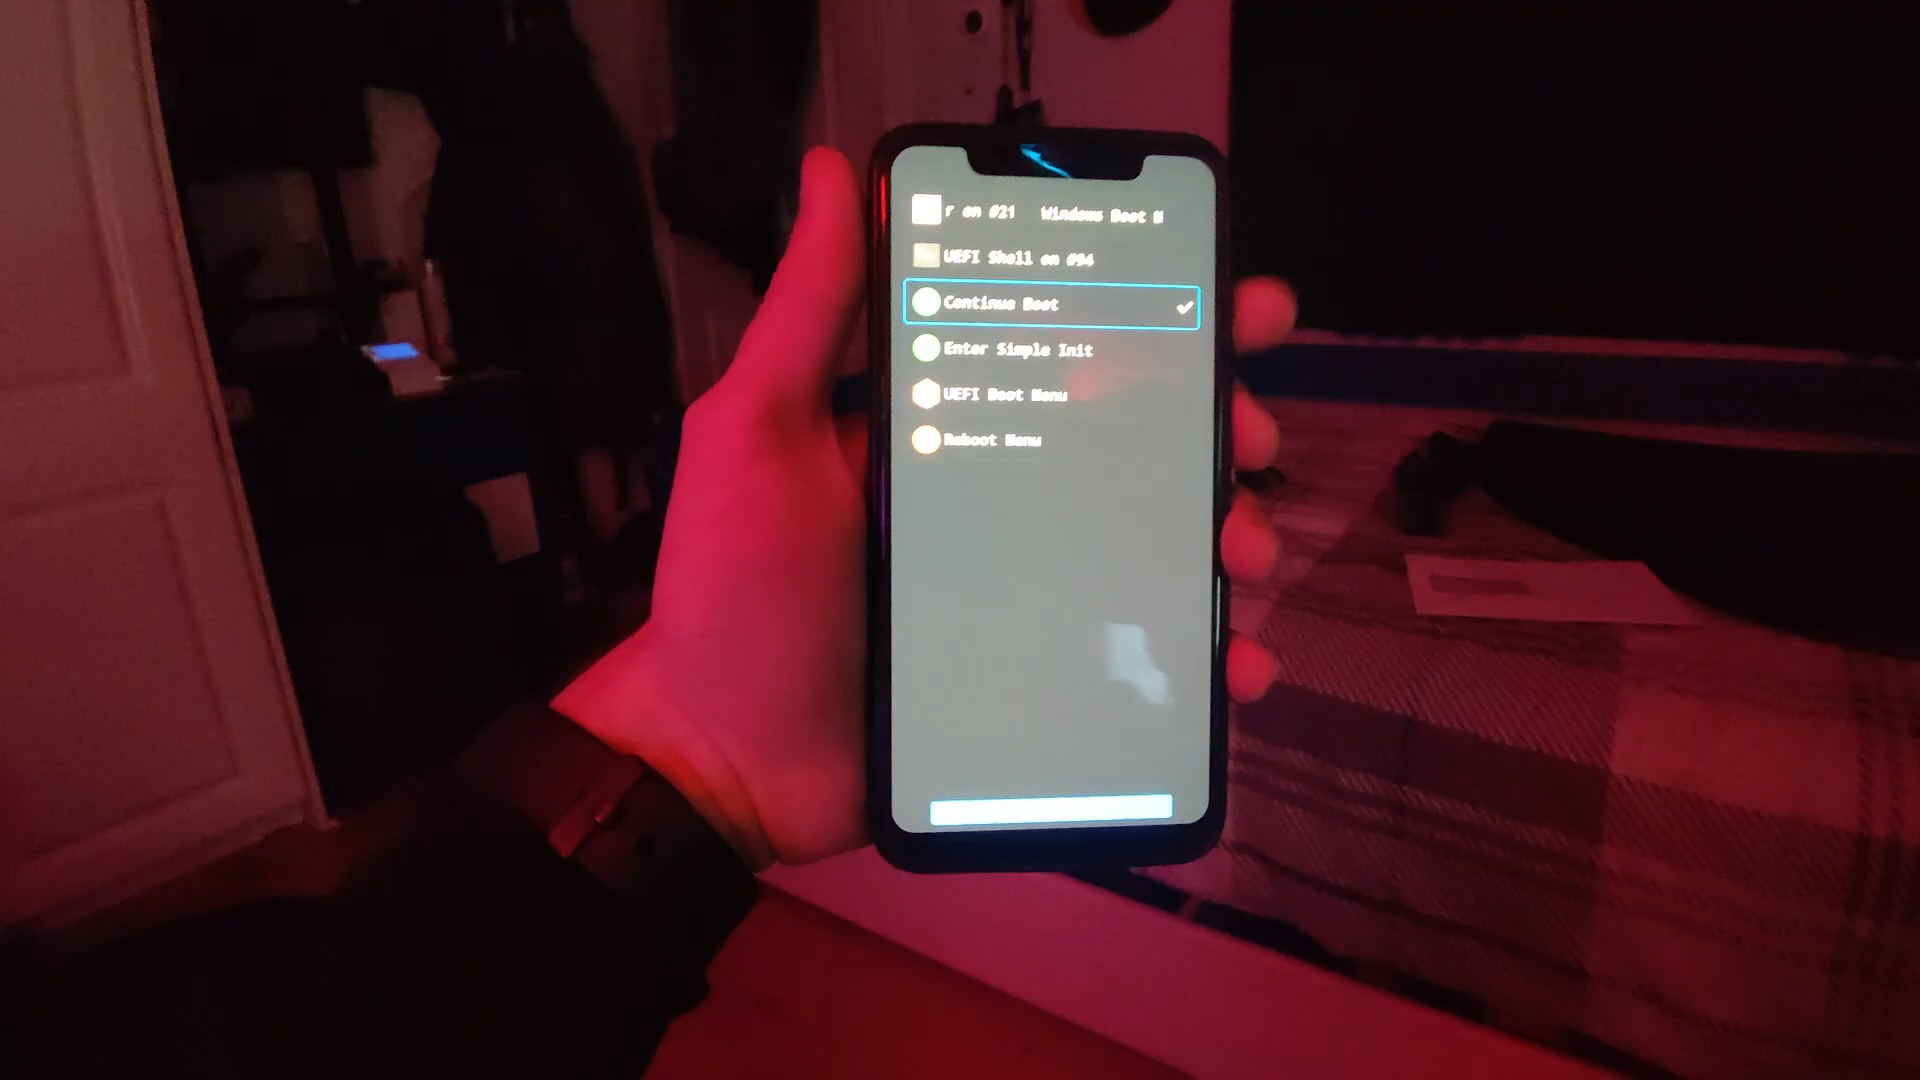 r on #21 Windows Boot M
UEFI Shell on #94
Continue Boot
Enter Simple Init
UEFI Boot Menu
Reboot Menu